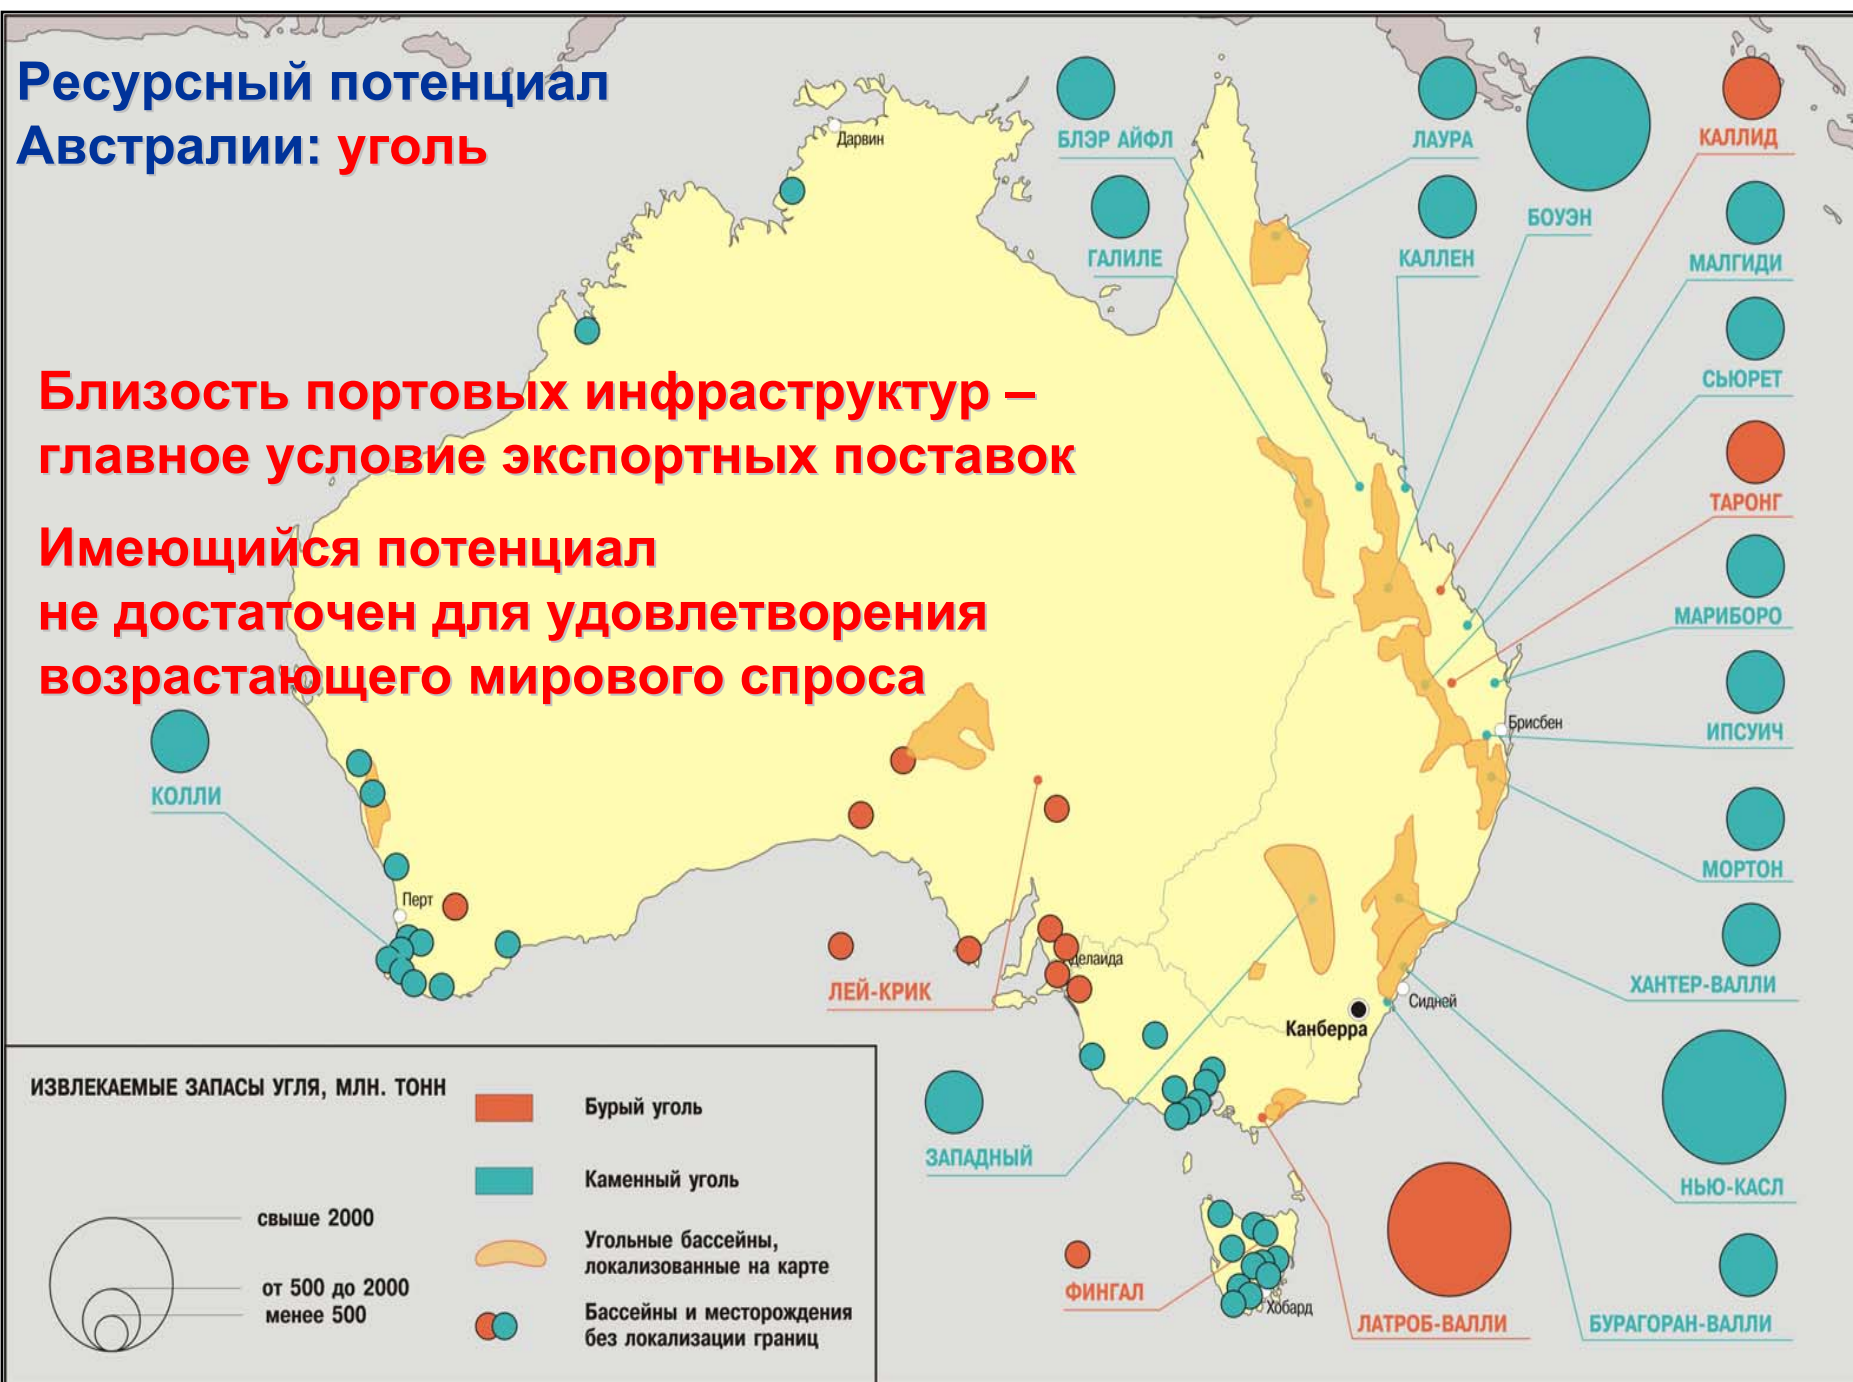 Ресурсный потенциал
Австралии: уголь
Близость портовых инфраструктур –
главное условие экспортных поставок
Имеющийся потенциал
не достаточен для удовлетворения
возрастающего мирового спроса
Дарвин
БЛЭР АЙФЛ
ЛАУРА
КАЛЛИД
БОУЭН
ГАЛИЛЕ
КАЛЛЕН
МАЛГИДИ
СЬЮРЕТ
ТАРОНГ
МАРИБОРО
Брисбен
ИПСУИЧ
КОЛЛИ
МОРТОН
Перт
делаида
ЛЕЙ-КРИК
ХАНТЕР-ВАЛЛИ
Сидней
Канберра
ЗАПАДНЫЙ
НЬЮ-КАСЛ
ФИНГАЛ
Хобард
ЛАТРОБ-ВАЛЛИ
БУРАГОРАН-ВАЛЛИ
ИЗВЛЕКАЕМЫЕ ЗАПАСЫ УГЛЯ, МЛН. ТОНН
свыше 2000
от 500 до 2000
менее 500
Бурый уголь
Каменный уголь
Угольные бассейны,
локализованные на карте
Бассейны и месторождения
без локализации границ